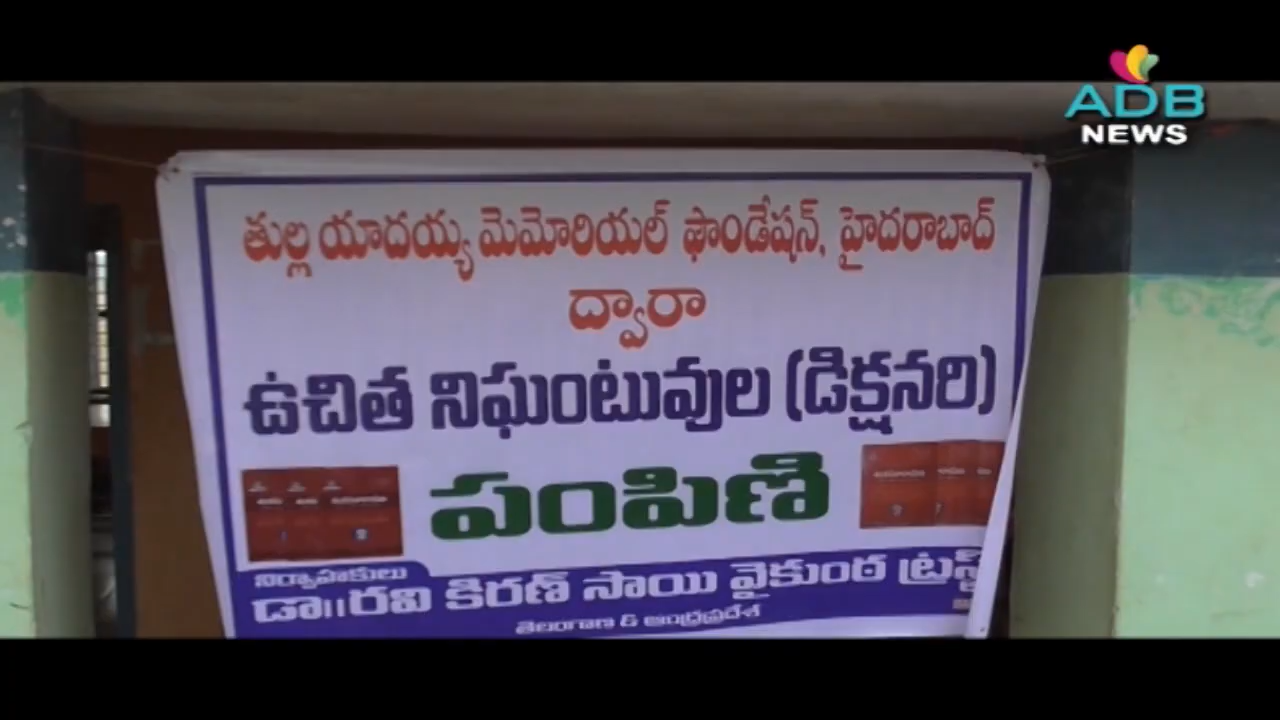 ADB
NEWS
తుల్ల యాదయ్య మెమోరియల్ ఫౌండేషన్, హైదరాబాద్
ద్వారా
ఉచిత నిఘంటువుల (డిక్షనరి)
పంపిణి
నిర్వాహకులు
డా॥రవి కిరణ్ సాయి వైకుంఠ ట్రస్ట్
తెలంగాణ & ఆంధ్రప్రదేశ్